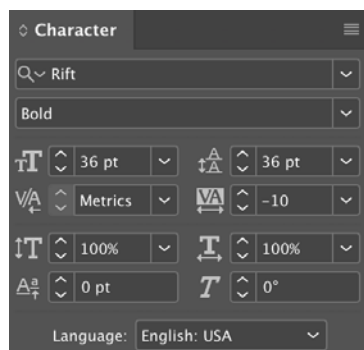 Character
Rift
Bold
36 pt 36 pt
Metrics -10
100% 100%
0 pt 0°
Language: English: USA